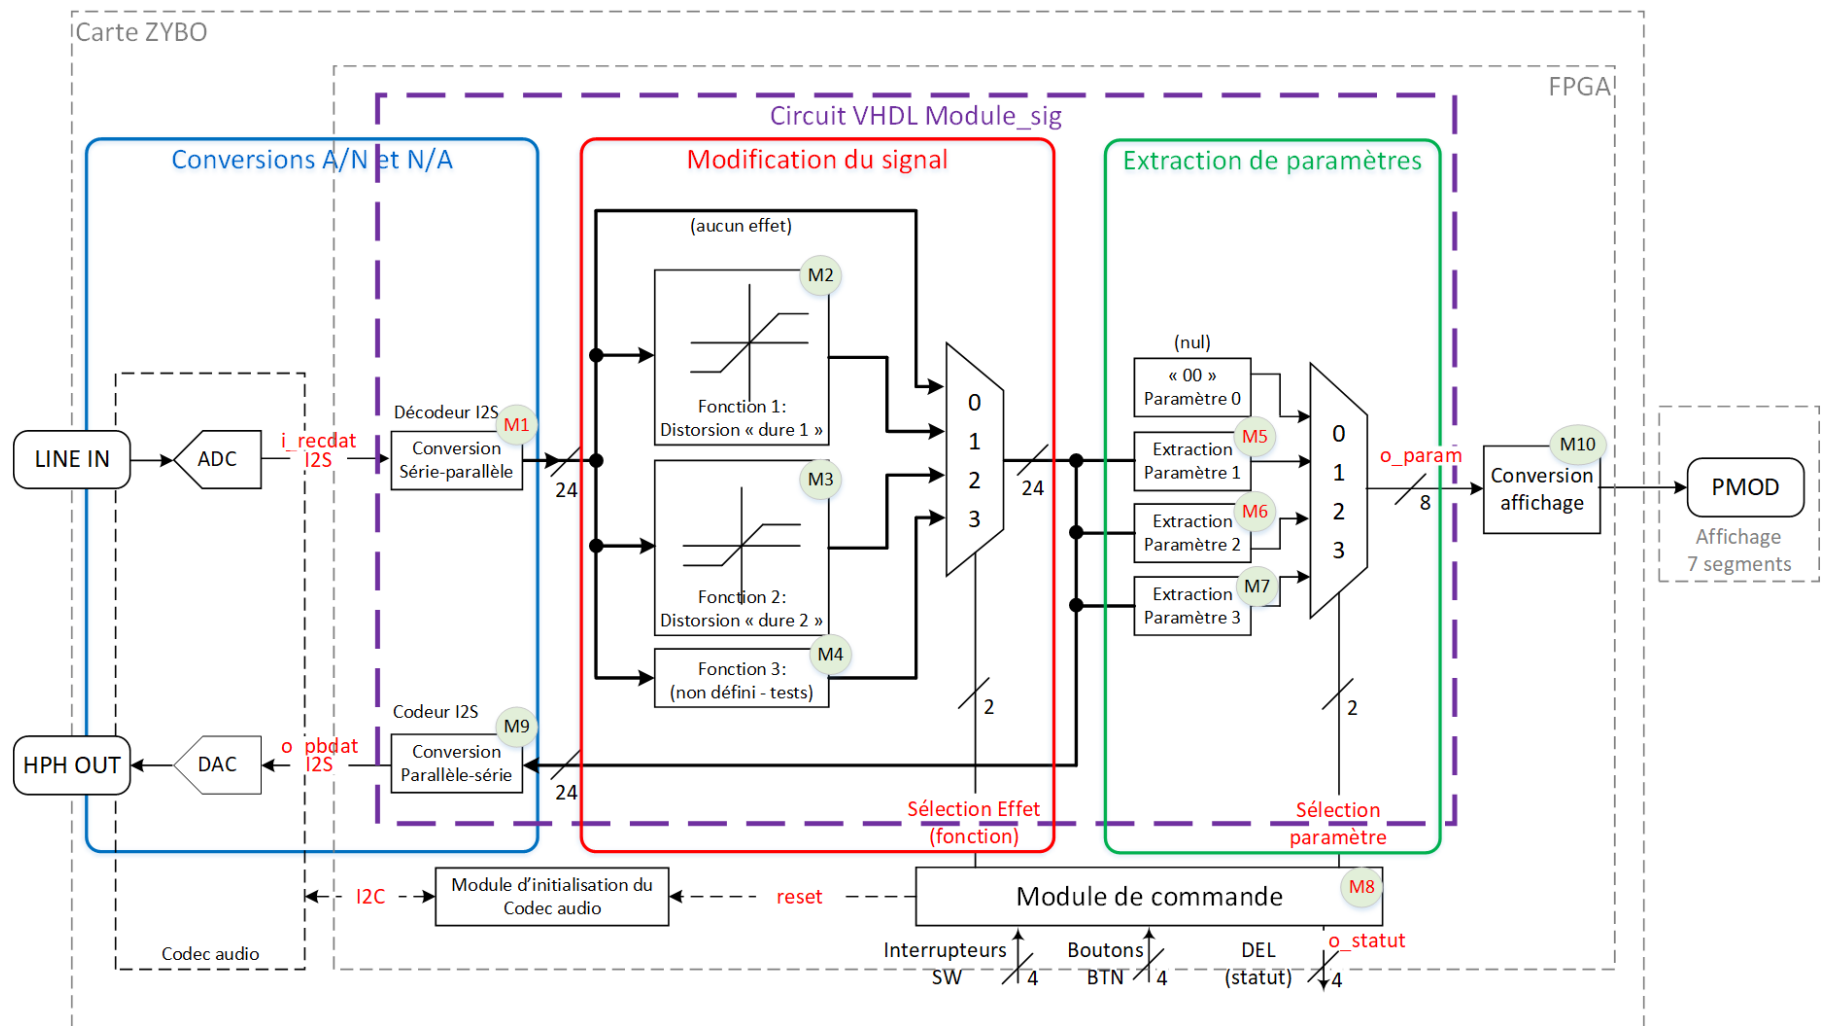 Carte ZYBO
FPGA
Circuit VHDL Module_sig
Conversions A/N et N/A
Modification du signal
Extraction de paramètres
(aucun effet)
M2
Fonction 1:
Distorsion « dure 1 »
M3
Fonction 2:
Distorsion « dure 2 »
M4
Fonction 3:
(non défini - tests)
LINE IN
ADC
i_recdat
I2S
Décodeur I2S
M1
Conversion
Série-parallèle
24
0
1
2
3
24
2
(nul)
« 00 »
Paramètre 0
M5
Extraction
Paramètre 1
M6
Extraction
Paramètre 2
M7
Extraction
Paramètre 3
0
1
2
3
2
o_param
8
M10
Conversion
affichage
PMOD
Affichage
7 segments
HPH OUT
DAC
o_pbdat
I2S
Codeur I2S
M9
Conversion
Parallèle-série
24
Sélection Effet
(fonction)
Sélection
paramètre
Codec audio
I2C
Module d'initialisation du
Codec audio
reset
Module de commande
M8
Interrupteurs
SW
4
Boutons
BTN
4
DEL
(statut)
o_statut
4